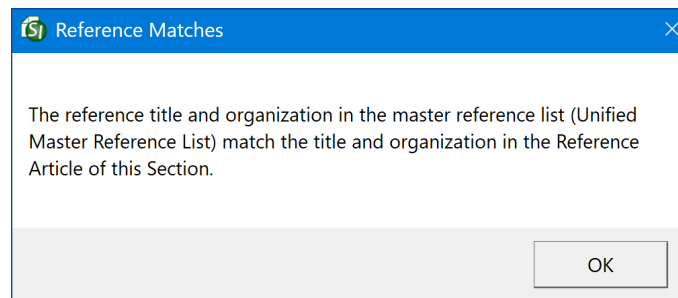 SI Reference Matches
The reference title and organization in the master reference list (Unified
Master Reference List) match the title and organization in the Reference
Article of this Section.
OK